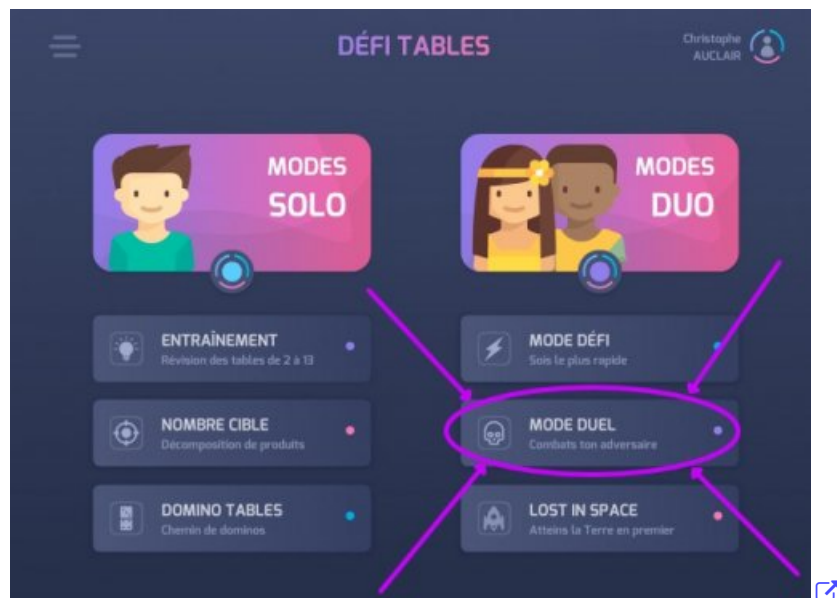 DÉFI TABLES
Christophe
AUCLAIR
MODES
SOLO
MODES
DUO
ENTRAÎNEMENT
Révision des tables de 2 à 13
MODE DÉFI
Sois le plus rapide
NOMBRE CIBLE
Décomposition de produits
MODE DUEL
Combats ton adversaire
DOMINO TABLES
Chemin de dominos
LOST IN SPACE
Atteins la Terre en premier